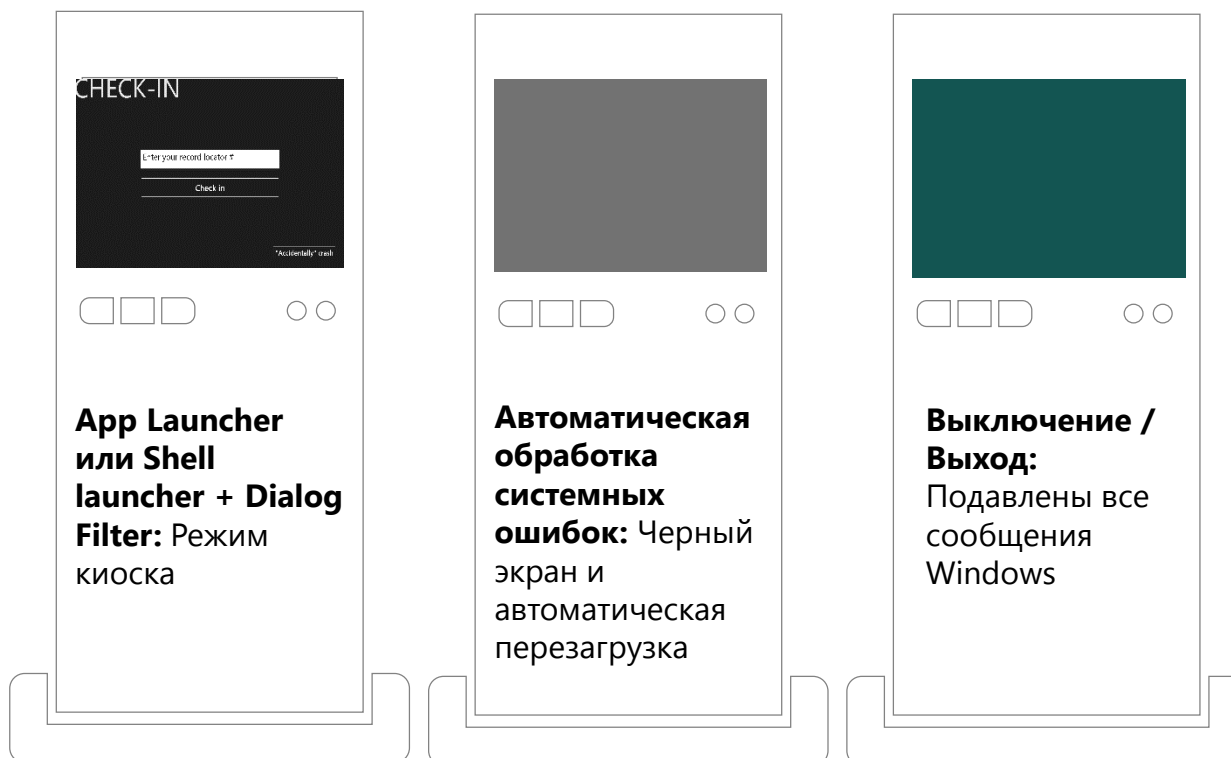 CHECK-IN
Enter your record locator #
Check in
"Accidentally" crash
App Launcher
или Shell
launcher + Dialog
Filter: Режим
киоска
Автоматическая
обработка
системных
ошибок: Черный
экран и
автоматическая
перезагрузка
Выключение /
Выход:
Подавлены все
сообщения
Windows